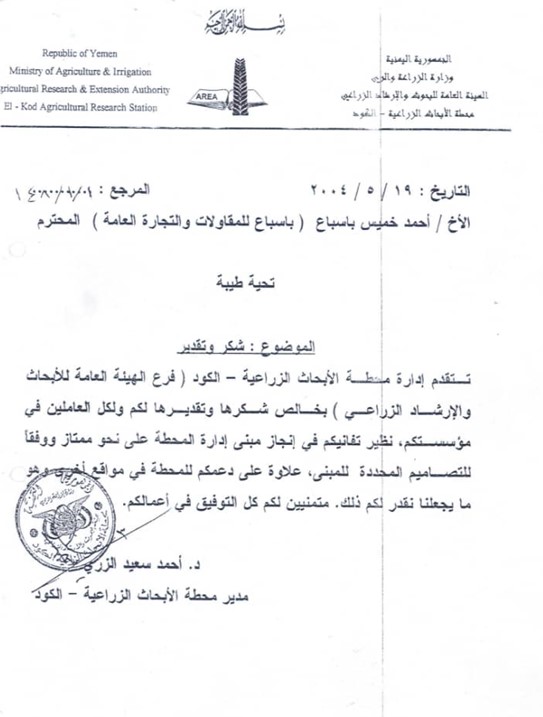 بسم الله الرحمن الرحيم
Republic of Yemen
Ministry of Agriculture & Irrigation
gricultural Research & Extension Authority
El - Kod Agricultural Research Station
AREA
الجمهورية اليمنية
وزارة الزراعة والري
الهيئة العامة للبحوث والإرشاد الزراعي
محطة الأبحاث الزراعية - الكود
التاريخ : ١٩ / ٥ / ٢٠٠٤ المرجع :
الأخ / أحمد خميس باسباع ( باسباع للمقاولات والتجارة العامة ) المحترم
تحية طيبة
الموضوع : شكر وتقدير
تستقدم إدارة محطة الأبحاث الزراعية – الكود ( فرع الهيئة العامة للأبحاث
والإرشاد الزراعي ) بخالص شكرها وتقديرها لكم ولكل العاملين في
مؤسستكم، نظير تفانيكم في إنجاز مبنى إدارة المحطة على نحو ممتاز ووفقاً
للتصاميم المحددة للمبنى، علاوة على دعمكم للمحطة في مواقع أخرى وهو
ما يجعلنا نقدر لكم ذلك. متمنيين لكم كل التوفيق في أعمالكم.
د. أحمد سعيد الزري
مدير محطة الأبحاث الزراعية – الكود